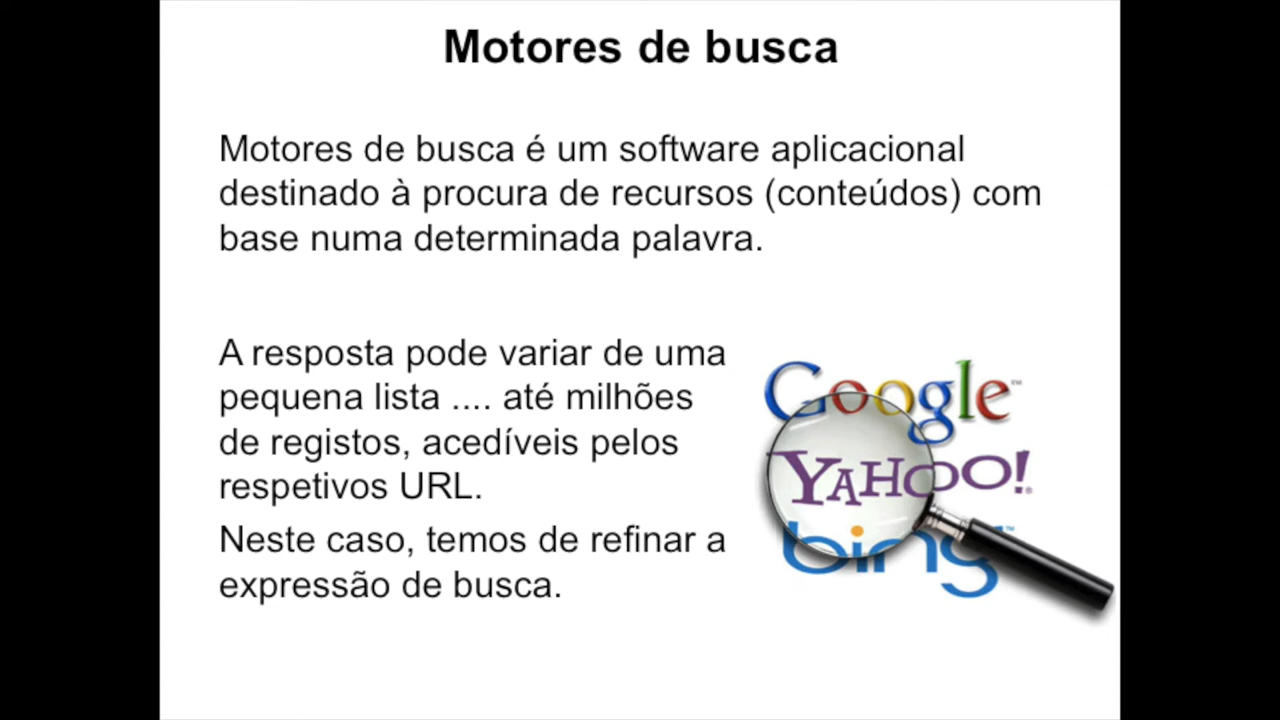 Motores de busca
Motores de busca é um software aplicacional
destinado à procura de recursos (conteúdos) com
base numa determinada palavra.
A resposta pode variar de uma
pequena lista .... até milhões
de registos, acedíveis pelos
respetivos URL.
Neste caso, temos de refinar a
expressão de busca.
Google™
YAHOO!®
bing™